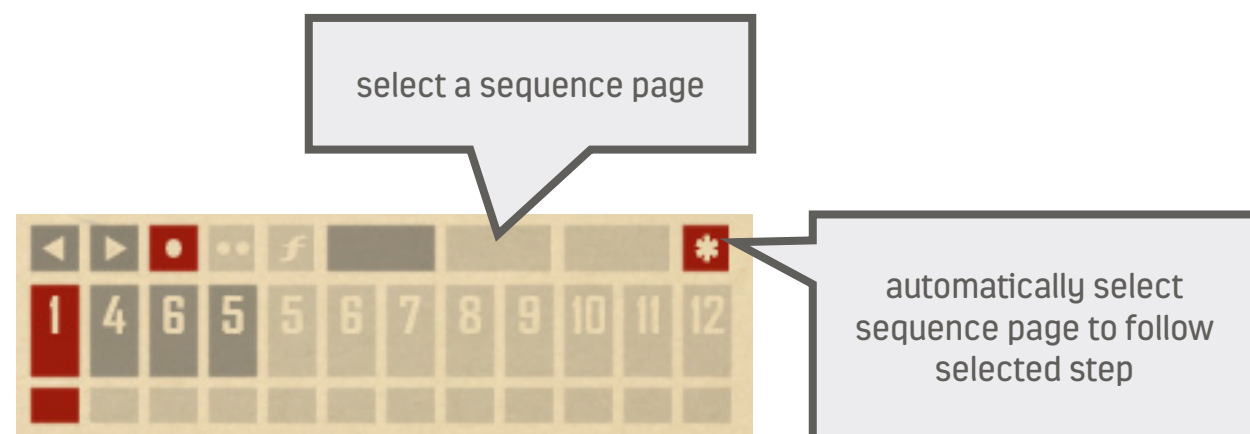 select a sequence page
◀ ▶ • •• f *
1 4 6 5 5 6 7 8 9 10 11 12
automatically select
sequence page to follow
selected step